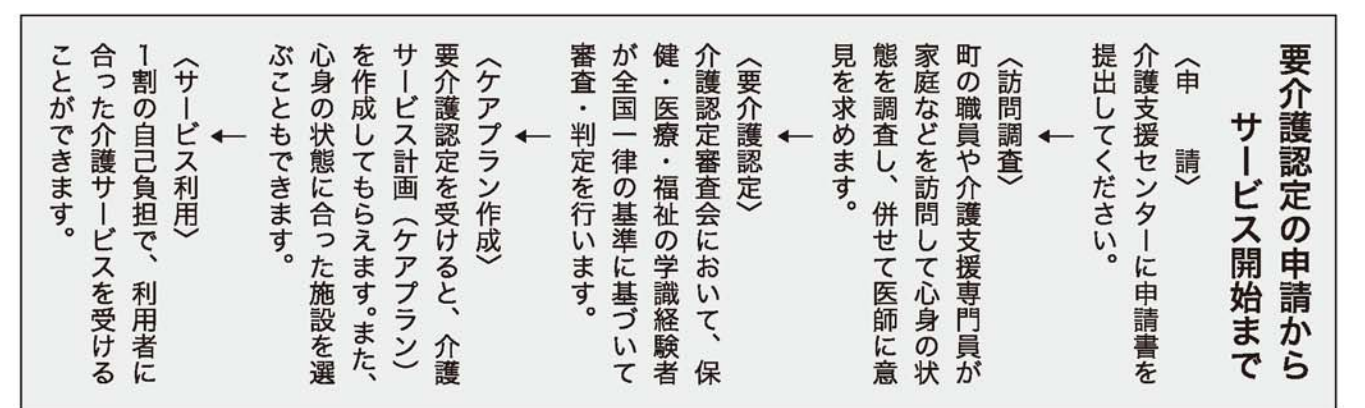 要介護認定の申請から
サービス開始まで
〈申　請〉
介護支援センターに申請書を
提出してください。
←
〈訪問調査〉
町の職員や介護支援専門員が
家庭などを訪問して心身の状
態を調査し、併せて医師に意
見を求めます。
←
〈要介護認定〉
介護認定審査会において、保
健・医療・福祉の学識経験者
が全国一律の基準に基づいて
審査・判定を行います。
←
〈ケアプラン作成〉
要介護認定を受けると、介護
サービス計画（ケアプラン）
を作成してもらえます。また、
心身の状態に合った施設を選
ぶこともできます。
←
〈サービス利用〉
1割の自己負担で、利用者に
合った介護サービスを受ける
ことができます。